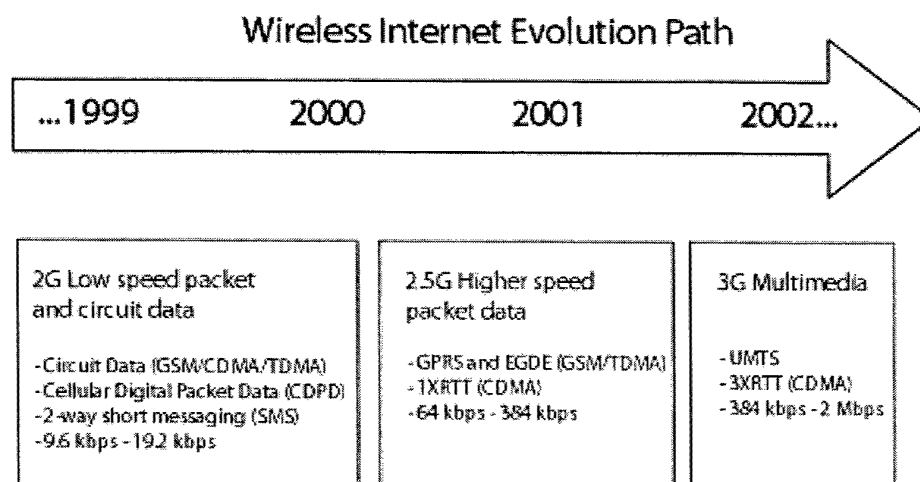 Wireless Internet Evolution Path
...1999 2000 2001 2002...
2G Low speed packet
and circuit data
-Circuit Data (GSM/CDMA/TDMA)
-Cellular Digital Packet Data (CDPD)
-2-way short messaging (SMS)
-9.6 kbps -19.2 kbps
2.5G Higher speed
packet data
-GPRS and EGDE (GSM/TDMA)
-1XRTT (CDMA)
-64 kbps - 384 kbps
3G Multimedia
-UMTS
-3XRTT (CDMA)
-384 kbps -2 Mbps